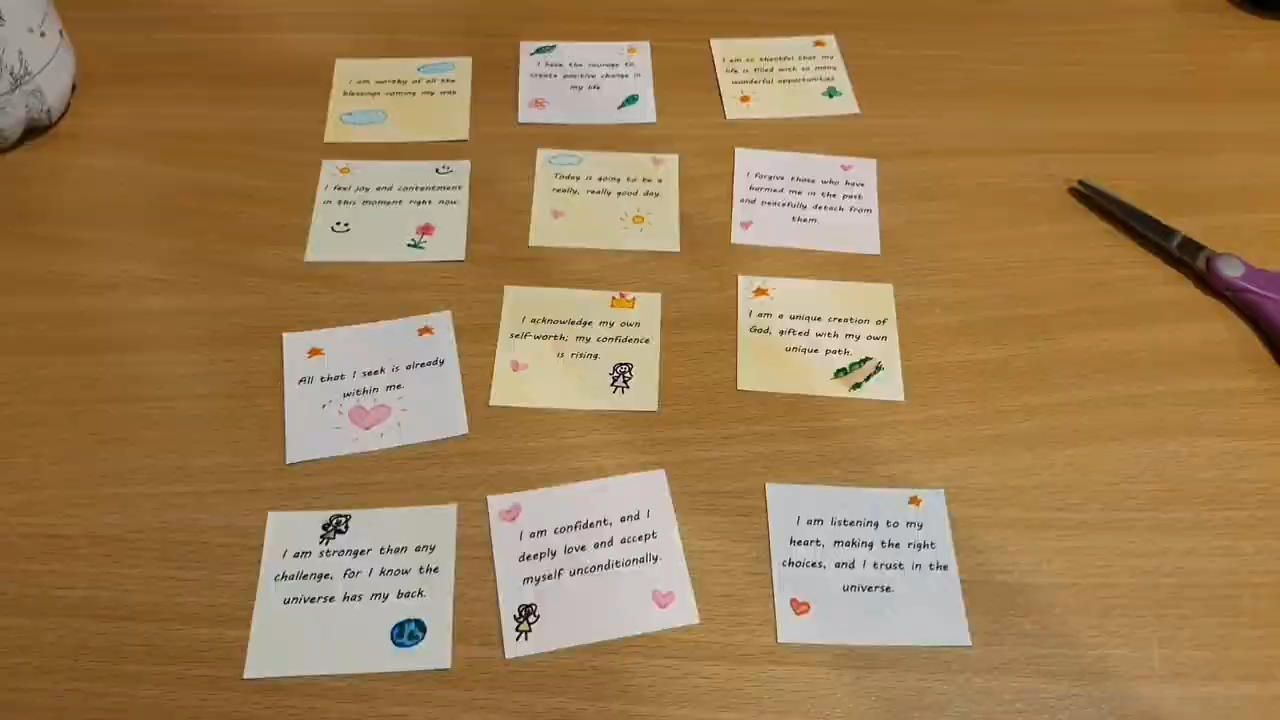 I am worthy of all the
blessings coming my way.
I have the courage to
create positive change in
my life.
I am so thankful that my
life is filled with so many
wonderful opportunities.
I feel joy and contentment
in this moment right now.
Today is going to be a
really, really good day.
I forgive those who have
harmed me in the past
and peacefully detach from
them.
All that I seek is already
within me.
I acknowledge my own
self-worth; my confidence
is rising.
I am a unique creation of
God, gifted with my own
unique path.
I am stronger than any
challenge, for I know the
universe has my back.
I am confident, and I
deeply love and accept
myself unconditionally.
I am listening to my
heart, making the right
choices, and I trust in the
universe.